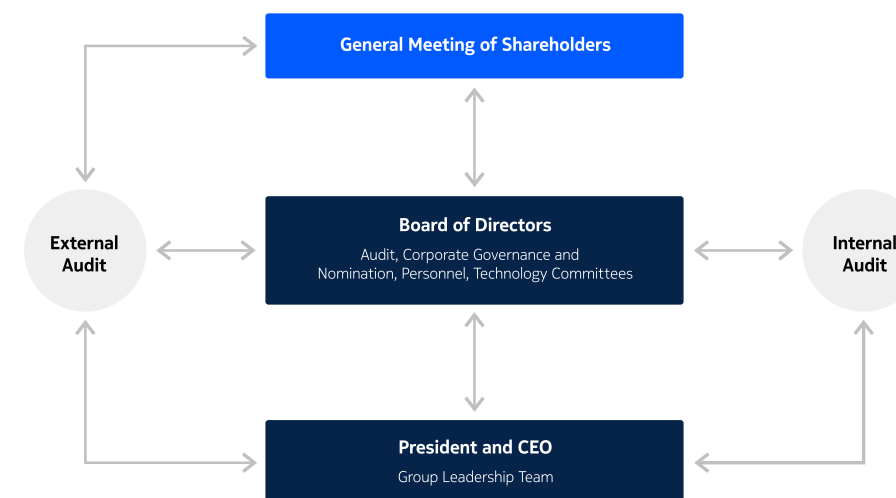 General Meeting of Shareholders
External
Audit
Board of Directors
Audit, Corporate Governance and
Nomination, Personnel, Technology Committees
Internal
Audit
President and CEO
Group Leadership Team